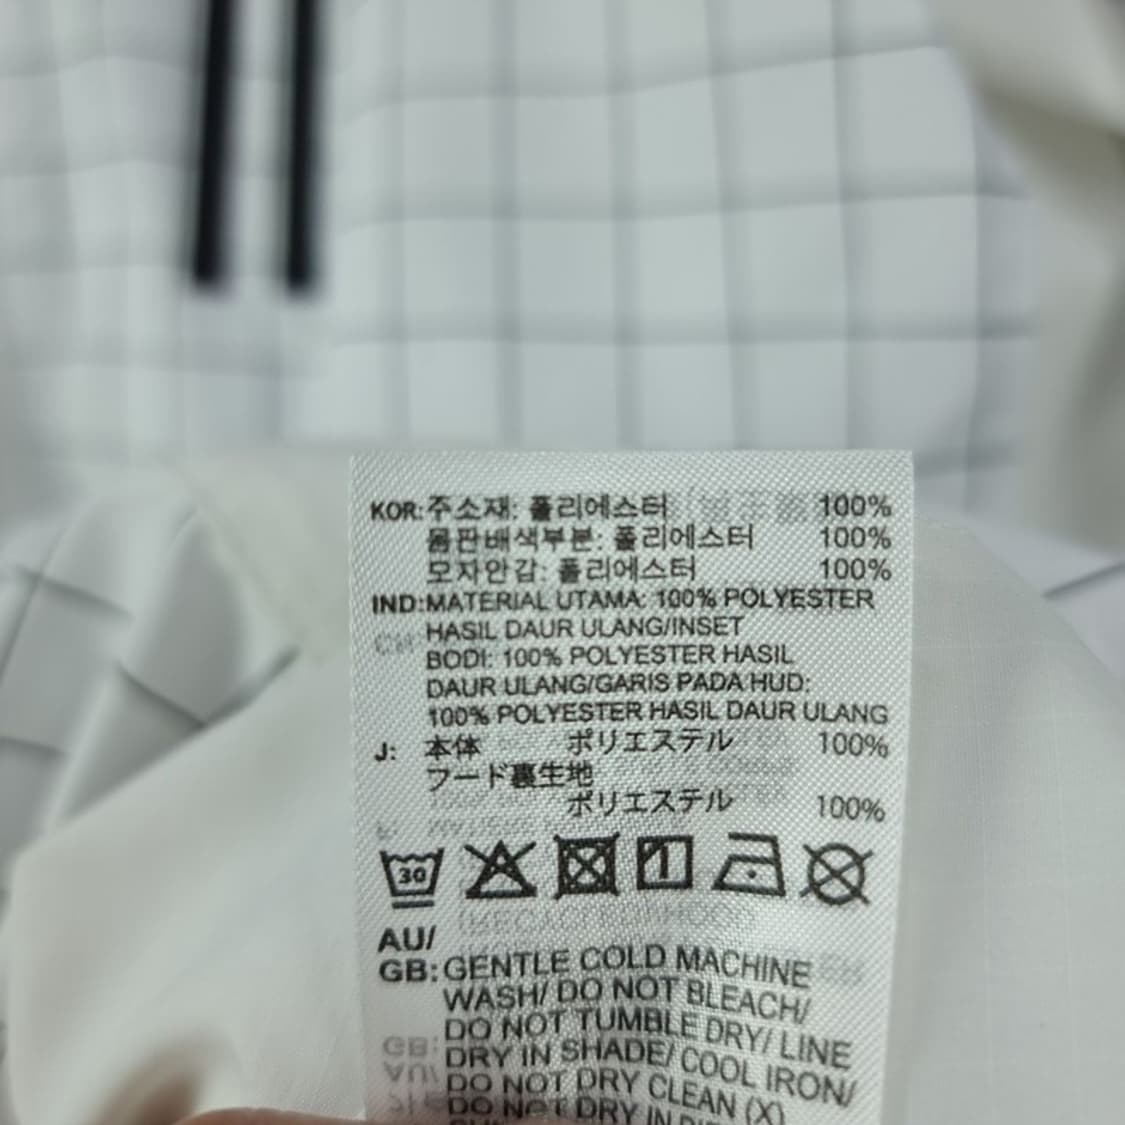 KOR: 주소재: 폴리에스터 100%
몸판배색부분: 폴리에스터 100%
모자안감: 폴리에스터 100%
IND: MATERIAL UTAMA: 100% POLYESTER
HASIL DAUR ULANG/INSET
BODI: 100% POLYESTER HASIL
DAUR ULANG/GARIS PADA HUD:
100% POLYESTER HASIL DAUR ULANG
J: 本体 ポリエステル 100%
フード裏生地
ポリエステル 100%
30
AU/
GB: GENTLE COLD MACHINE
WASH/ DO NOT BLEACH/
DO NOT TUMBLE DRY/ LINE
DRY IN SHADE/ COOL IRON/
DO NOT DRY CLEAN (X)
DO NOT DRY IN